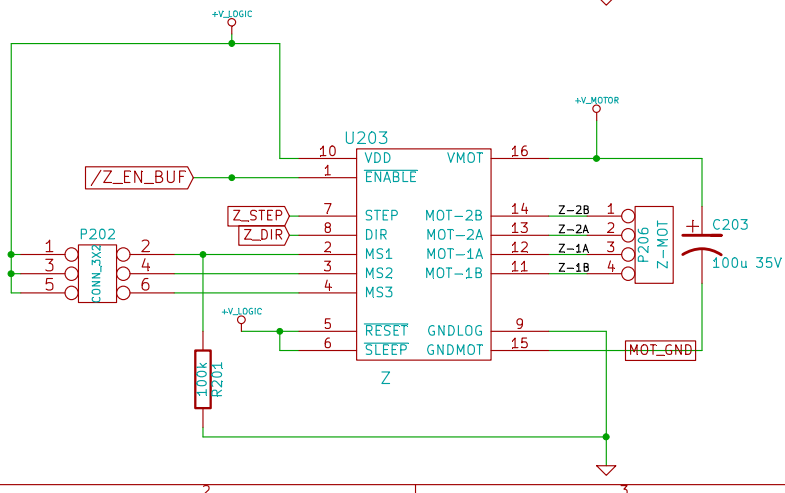 +V_LOGIC
+V_MOTOR
U203
10 VDD VMOT 16
/Z_EN_BUF 1 ENABLE
Z_STEP 7 STEP MOT-2B 14 Z-2B 1
Z_DIR 8 DIR MOT-2A 13 Z-2A 2
P202
1 2 2 MS1 MOT-1A 12 Z-1A 3
3 4 3 MS2 MOT-1B 11 Z-1B 4
5 6 4 MS3
CONN_3X2
P206
Z-MOT
+ C203
100u 35V
+V_LOGIC
5 RESET GNDLOG 9
6 SLEEP GNDMOT 15 MOT_GND
Z
100k
R201
2 3